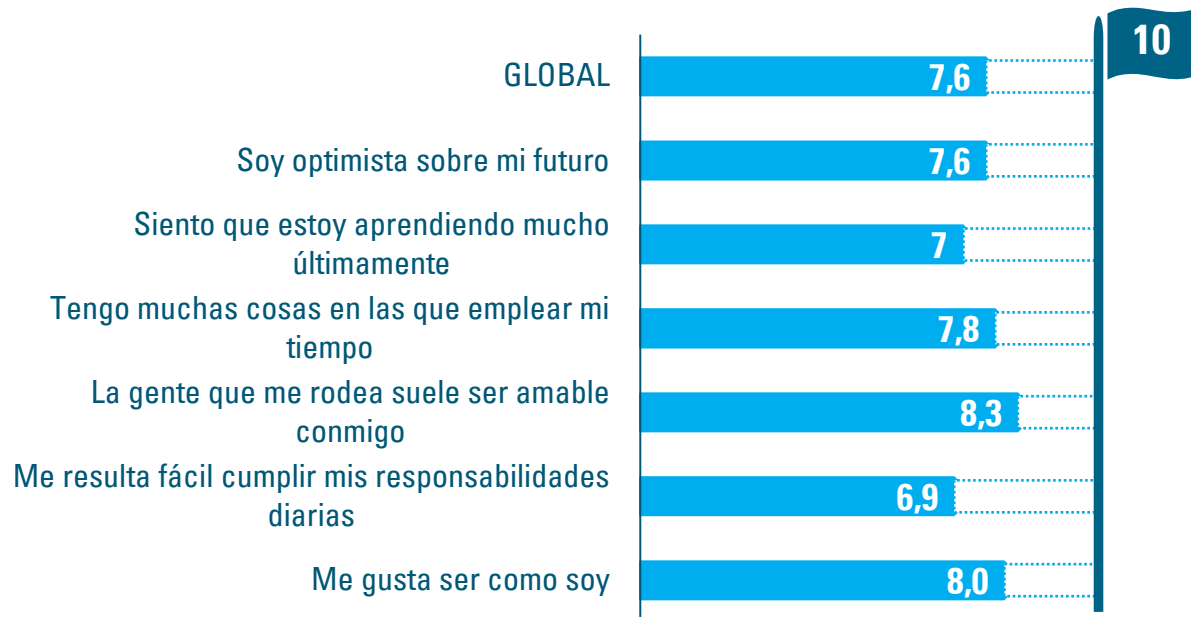 10
GLOBAL 7,6
Soy optimista sobre mi futuro 7,6
Siento que estoy aprendiendo mucho
últimamente 7
Tengo muchas cosas en las que emplear mi
tiempo 7,8
La gente que me rodea suele ser amable
conmigo 8,3
Me resulta fácil cumplir mis responsabilidades
diarias 6,9
Me gusta ser como soy 8,0